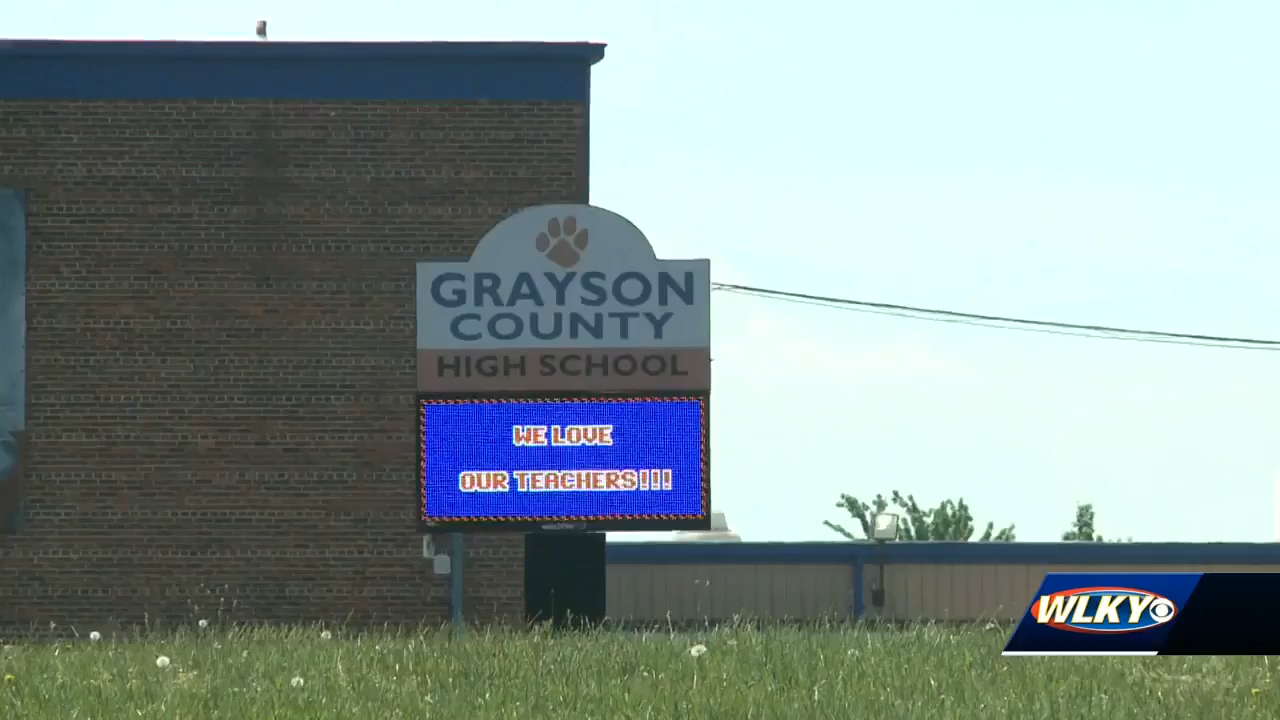 GRAYSON
COUNTY
HIGH SCHOOL
WE LOVE
OUR TEACHERS!!!
WLKY